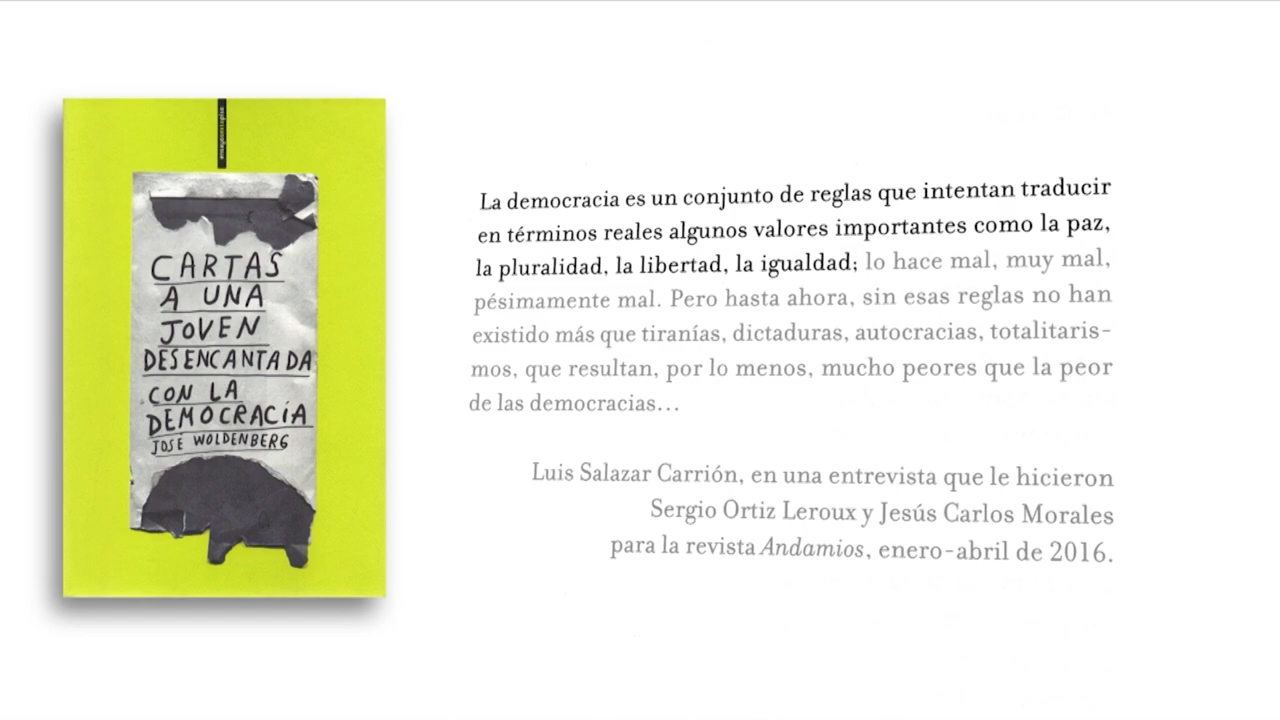 CARTAS
A UNA
JOVEN
DESENCANTADA
CON LA
DEMOCRACIA
JOSÉ WOLDENBERG
La democracia es un conjunto de reglas que intentan traducir
en términos reales algunos valores importantes como la paz,
la pluralidad, la libertad, la igualdad; lo hace mal, muy mal,
pésimamente mal. Pero hasta ahora, sin esas reglas no han
existido más que tiranías, dictaduras, autocracias, totalitaris-
mos, que resultan, por lo menos, mucho peores que la peor
de las democracias...
Luis Salazar Carrión, en una entrevista que le hicieron
Sergio Ortiz Leroux y Jesús Carlos Morales
para la revista Andamios, enero-abril de 2016.